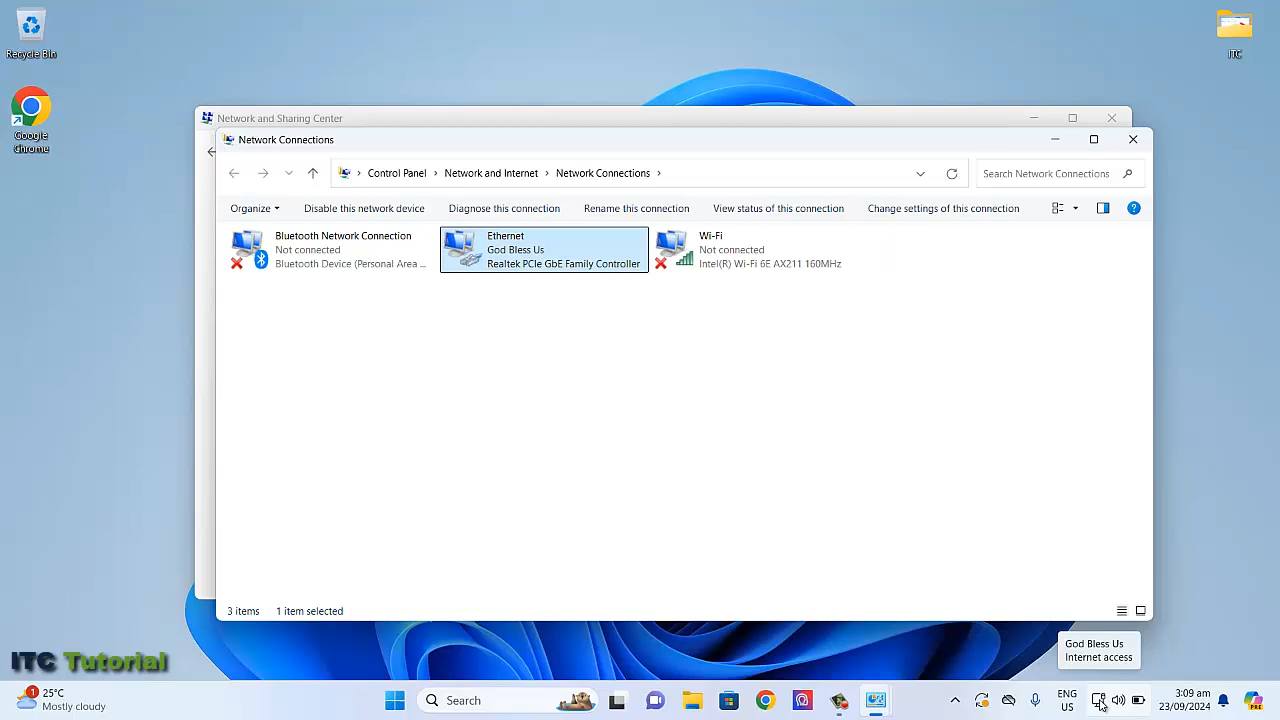 Recycle Bin
Google
Chrome
ITC
Network and Sharing Center
Network Connections
Control Panel
Network and Internet
Network Connections
Search Network Connections
Organize
Disable this network device
Diagnose this connection
Rename this connection
View status of this connection
Change settings of this connection
Bluetooth Network Connection
Not connected
Bluetooth Device (Personal Area ...
Ethernet
God Bless Us
Realtek PCIe GbE Family Controller
Wi-Fi
Not connected
Intel(R) Wi-Fi 6E AX211 160MHz
3 items
1 item selected
God Bless Us
Internet access
ITC Tutorial
1
25°C
Mostly cloudy
Search
ENG
US
3:09 am
23/09/2024
PRE